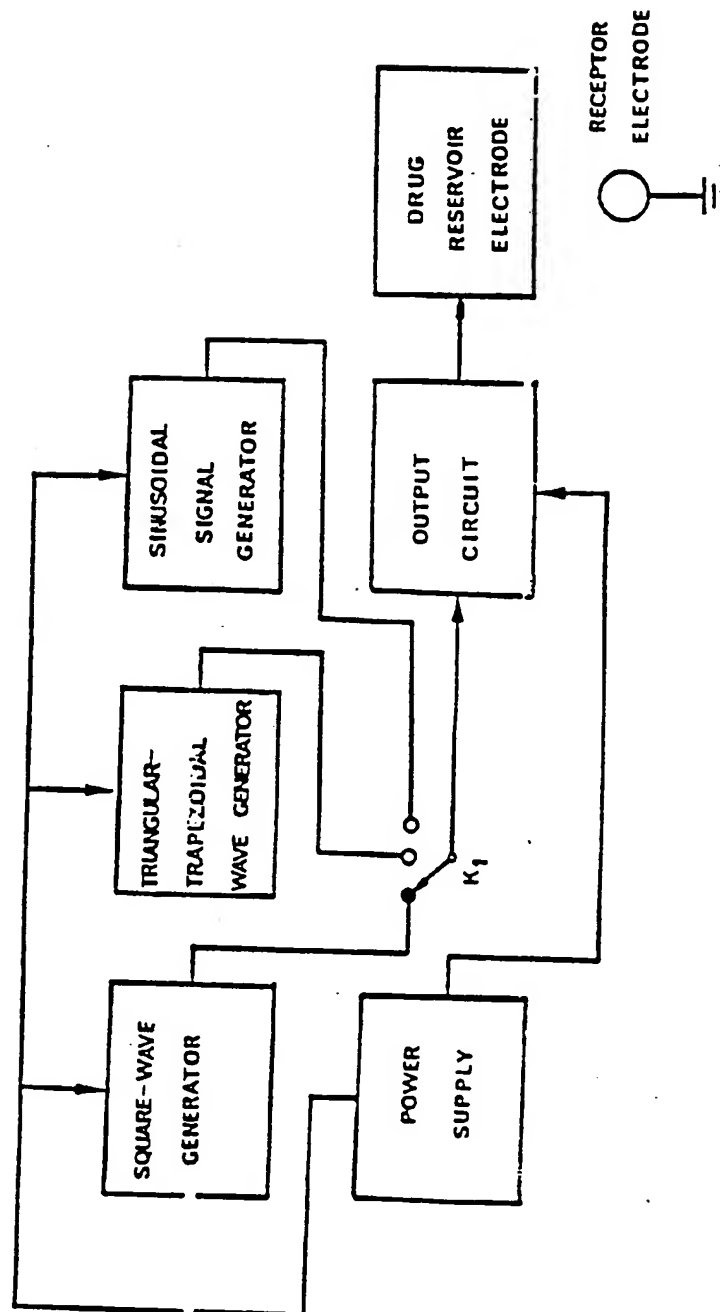 SQUARE-WAVE
GENERATOR
TRIANGULAR-
TRAPEZOIDAL
WAVE GENERATOR
SINUSOIDAL
SIGNAL
GENERATOR
K1
POWER
SUPPLY
OUTPUT
CIRCUIT
DRUG
RESERVOIR
ELECTRODE
RECEPTOR
ELECTRODE